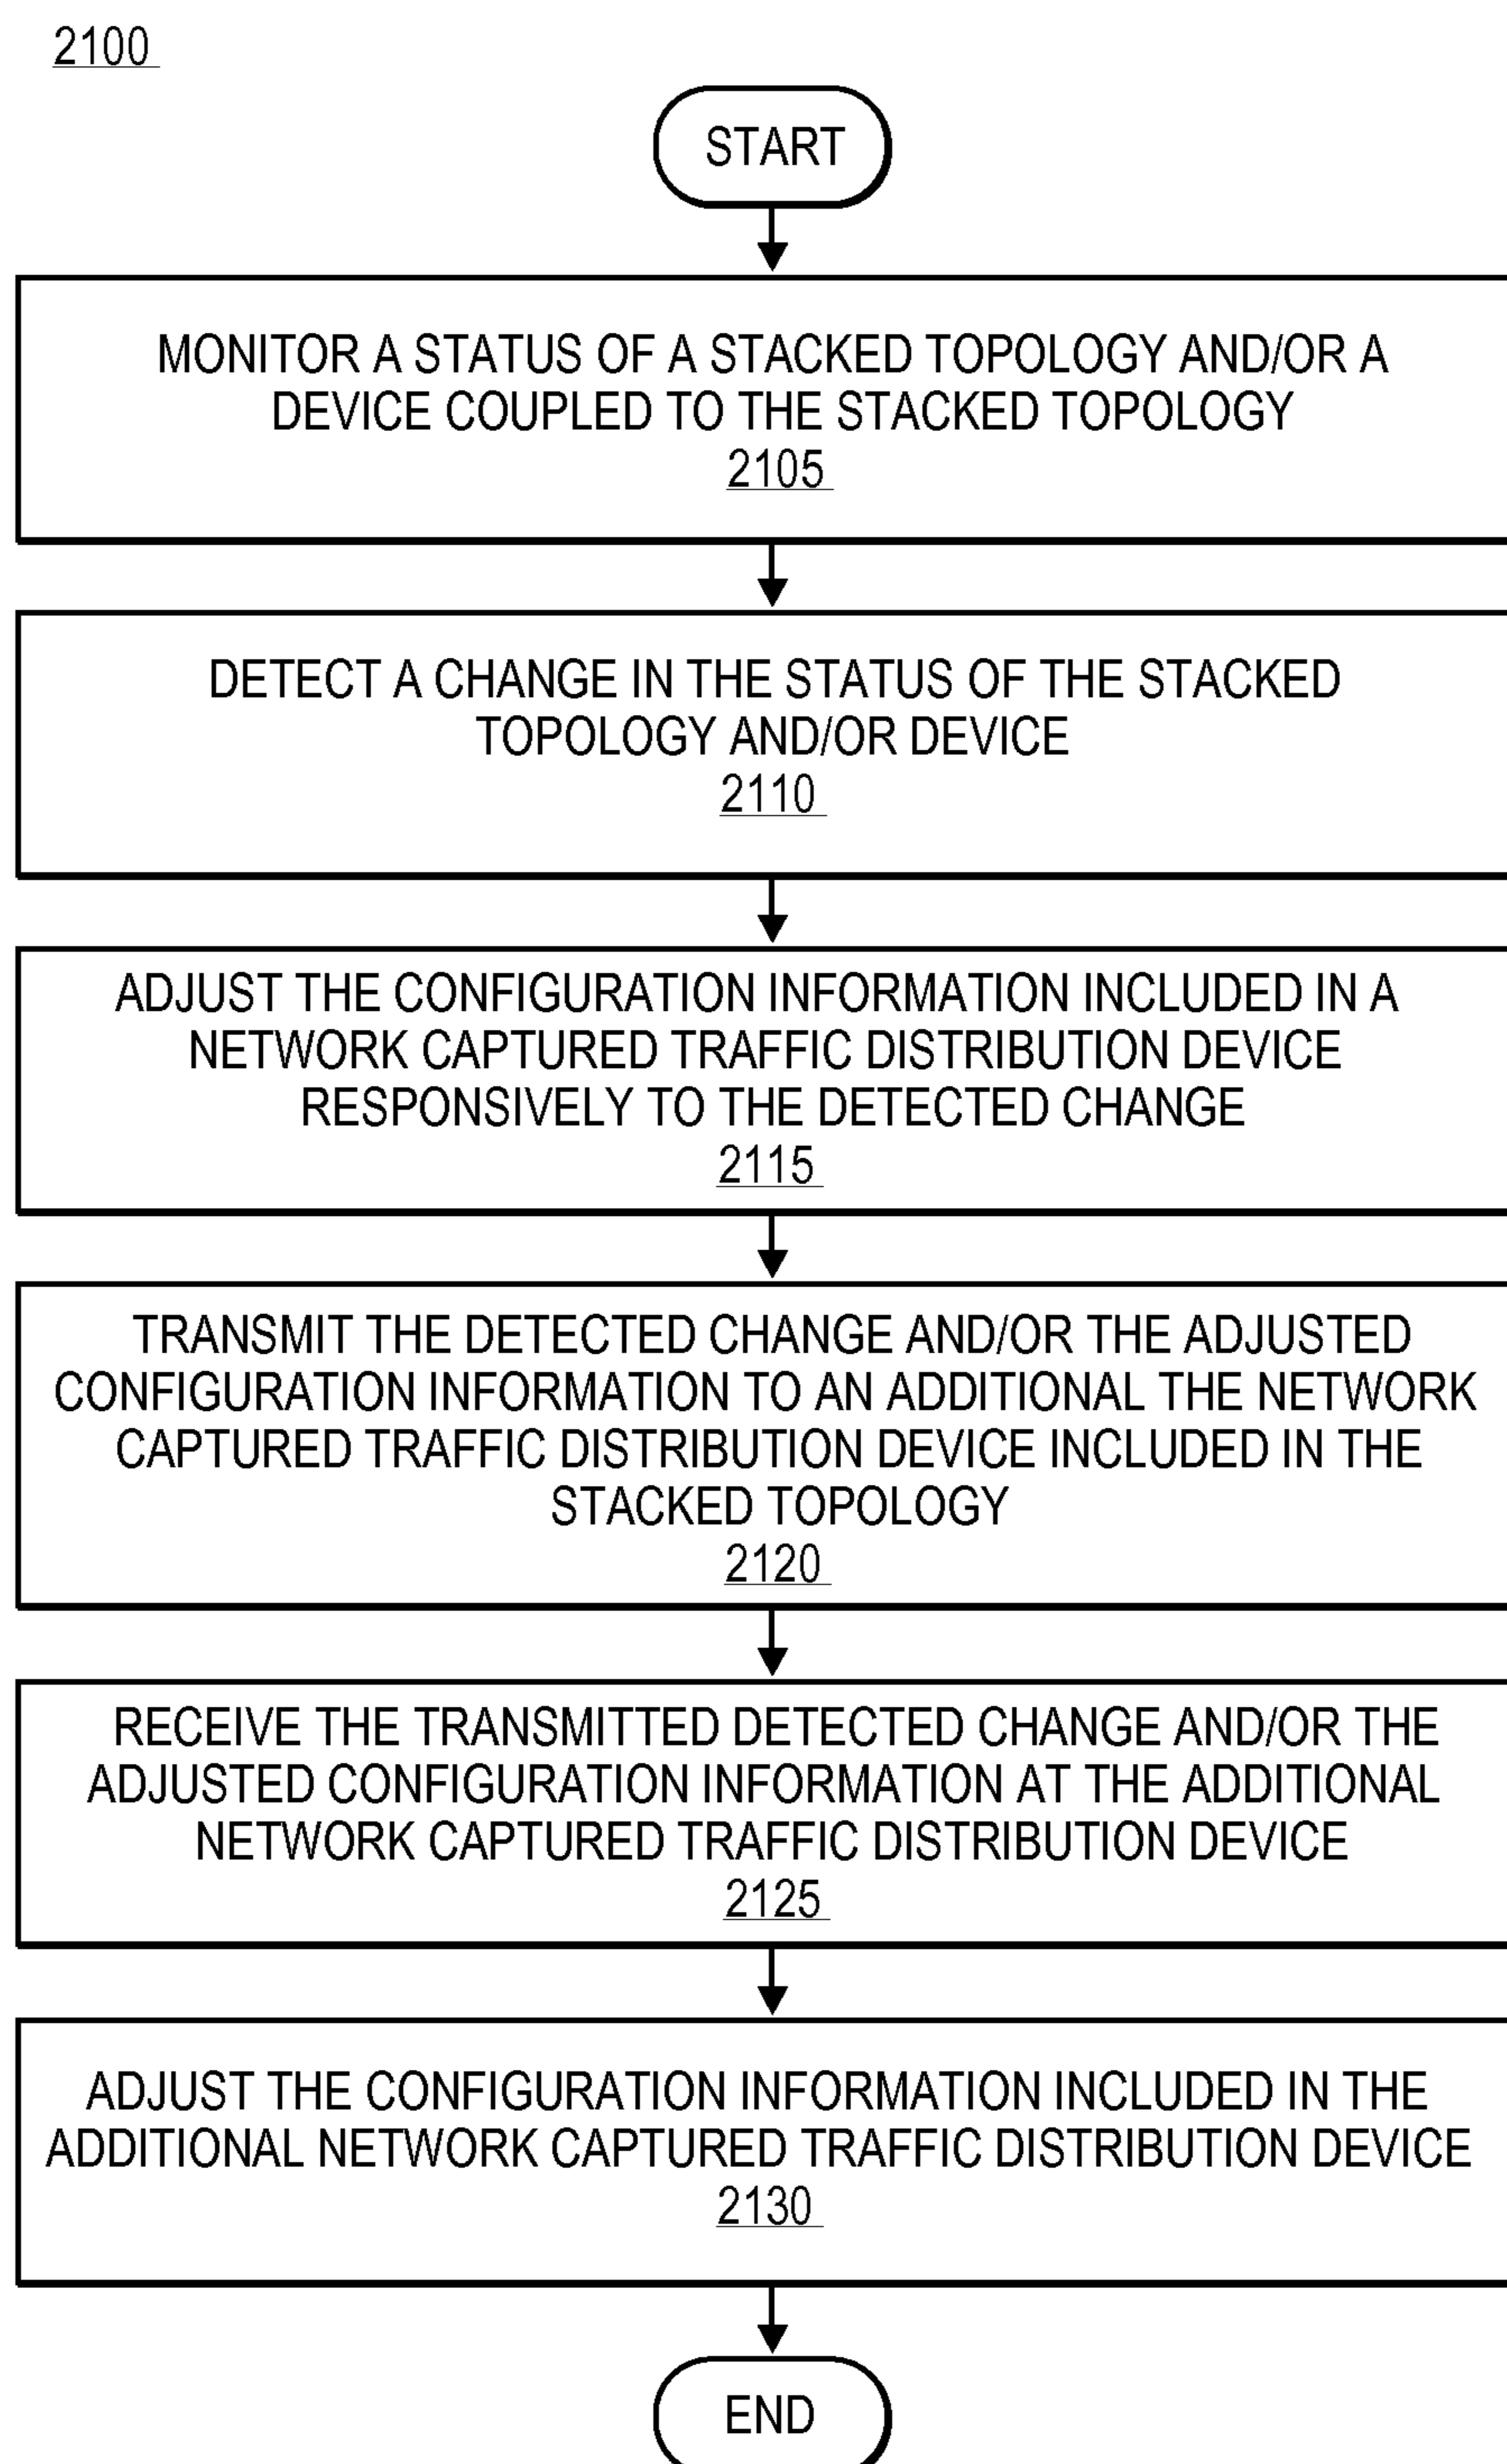 2100
START
MONITOR A STATUS OF A STACKED TOPOLOGY AND/OR A
DEVICE COUPLED TO THE STACKED TOPOLOGY
2105
DETECT A CHANGE IN THE STATUS OF THE STACKED
TOPOLOGY AND/OR DEVICE
2110
ADJUST THE CONFIGURATION INFORMATION INCLUDED IN A
NETWORK CAPTURED TRAFFIC DISTRIBUTION DEVICE
RESPONSIVELY TO THE DETECTED CHANGE
2115
TRANSMIT THE DETECTED CHANGE AND/OR THE ADJUSTED
CONFIGURATION INFORMATION TO AN ADDITIONAL THE NETWORK
CAPTURED TRAFFIC DISTRIBUTION DEVICE INCLUDED IN THE
STACKED TOPOLOGY
2120
RECEIVE THE TRANSMITTED DETECTED CHANGE AND/OR THE
ADJUSTED CONFIGURATION INFORMATION AT THE ADDITIONAL
NETWORK CAPTURED TRAFFIC DISTRIBUTION DEVICE
2125
ADJUST THE CONFIGURATION INFORMATION INCLUDED IN THE
ADDITIONAL NETWORK CAPTURED TRAFFIC DISTRIBUTION DEVICE
2130
END